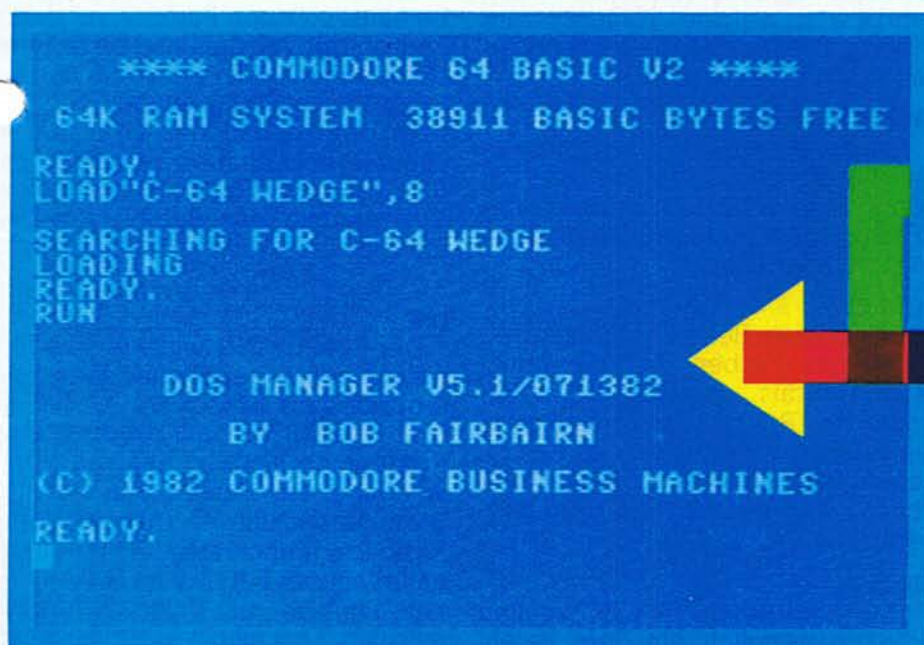 **** COMMODORE 64 BASIC V2 ****
64K RAM SYSTEM 38911 BASIC BYTES FREE
READY.
LOAD"C-64 WEDGE",8
SEARCHING FOR C-64 WEDGE
LOADING
READY.
RUN
DOS MANAGER V5.1/071382
BY BOB FAIRBAIRN
(C) 1982 COMMODORE BUSINESS MACHINES
READY.